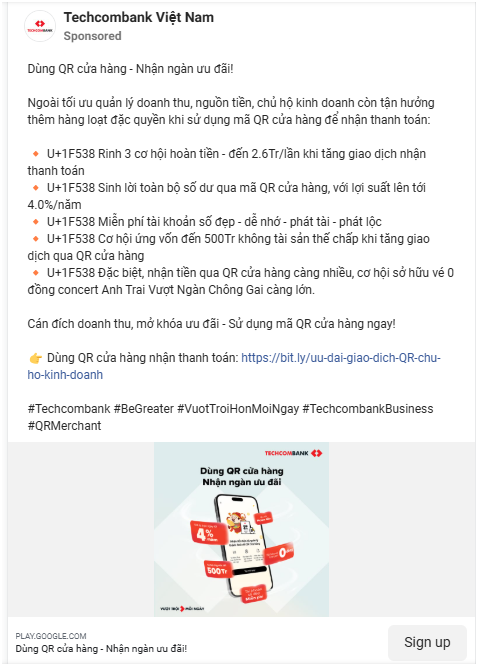 Techcombank Việt Nam
Sponsored
Dùng QR cửa hàng - Nhận ngàn ưu đãi!
Ngoài tối ưu quản lý doanh thu, nguồn tiền, chủ hộ kinh doanh còn tận hưởng
thêm hàng loạt đặc quyền khi sử dụng mã QR cửa hàng để nhận thanh toán:
🔸 U+1F538 Rinh 3 cơ hội hoàn tiền - đến 2.6Tr/lần khi tăng giao dịch nhận
thanh toán
🔸 U+1F538 Sinh lời toàn bộ số dư qua mã QR cửa hàng, với lợi suất lên tới
4.0%/năm
🔸 U+1F538 Miễn phí tài khoản số đẹp - dễ nhớ - phát tài - phát lộc
🔸 U+1F538 Cơ hội ứng vốn đến 500Tr không tài sản thế chấp khi tăng giao
dịch qua QR cửa hàng
🔸 U+1F538 Đặc biệt, nhận tiền qua QR cửa hàng càng nhiều, cơ hội sở hữu vé 0
đồng concert Anh Trai Vượt Ngàn Chông Gai càng lớn.
Cán đích doanh thu, mở khóa ưu đãi - Sử dụng mã QR cửa hàng ngay!
👉 Dùng QR cửa hàng nhận thanh toán: https://bit.ly/uu-dai-giao-dich-QR-chu-
ho-kinh-doanh
#Techcombank #BeGreater #VuotTroiHonMoiNgay #TechcombankBusiness
#QRMerchant
TECHCOMBANK
Dùng QR cửa hàng
Nhận ngàn ưu đãi
4%
0
500Tr
VƯỢT TRỘI MỖI NGÀY
PLAY.GOOGLE.COM
Dùng QR cửa hàng - Nhận ngàn ưu đãi!
Sign up